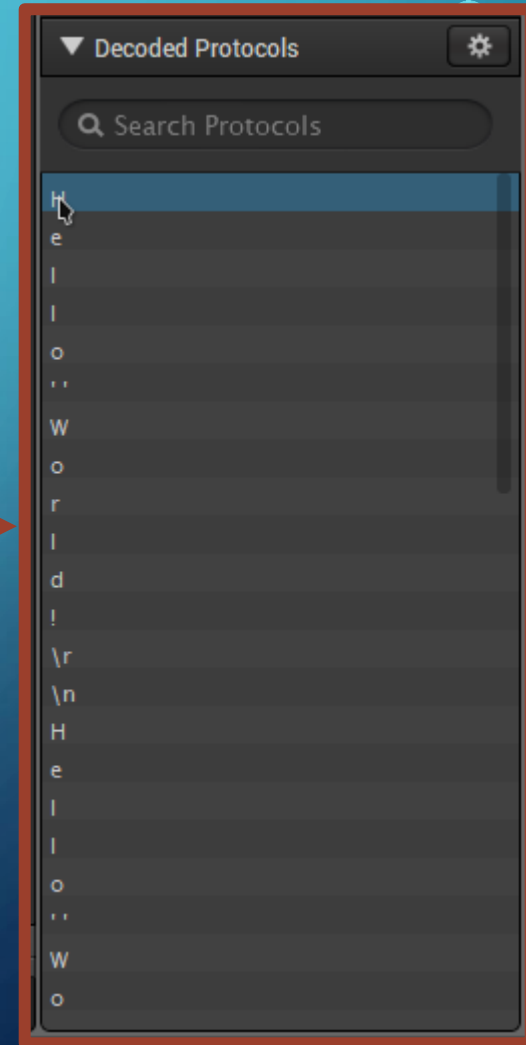 Decoded Protocols
Search Protocols
H
e
l
l
o
' '
W
o
r
l
d
!
\r
\n
H
e
l
l
o
' '
W
o